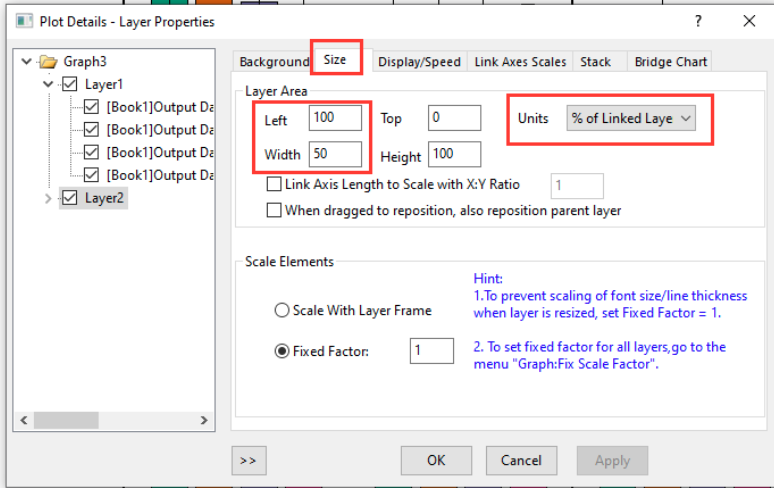 Plot Details - Layer Properties
?
Graph3
Layer1
[Book1]Output Da
[Book1]Output Da
[Book1]Output Da
[Book1]Output Da
Layer2
Background Size Display/Speed Link Axes Scales Stack Bridge Chart
Layer Area
Left 100 Top 0 Units % of Linked Laye
Width 50 Height 100
Link Axis Length to Scale with X:Y Ratio 1
When dragged to reposition, also reposition parent layer
Scale Elements
Scale With Layer Frame
Fixed Factor: 1
Hint:
1.To prevent scaling of font size/line thickness
when layer is resized, set Fixed Factor = 1.
2. To set fixed factor for all layers,go to the
menu "Graph:Fix Scale Factor".
>> OK Cancel Apply